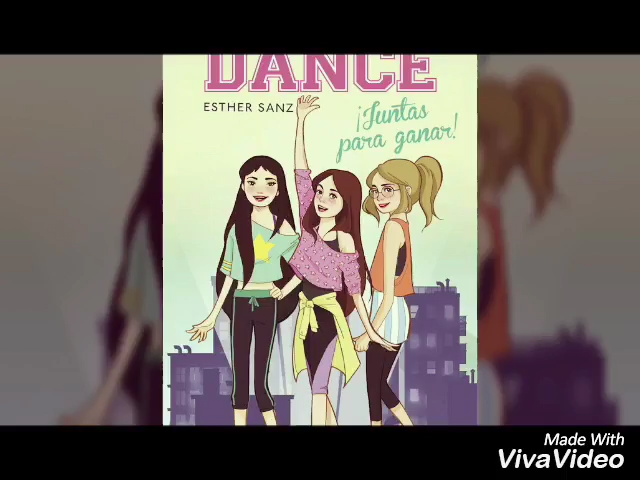 DANCE
ESTHER SANZ
¡Juntas
para ganar!
Made With
VivaVideo